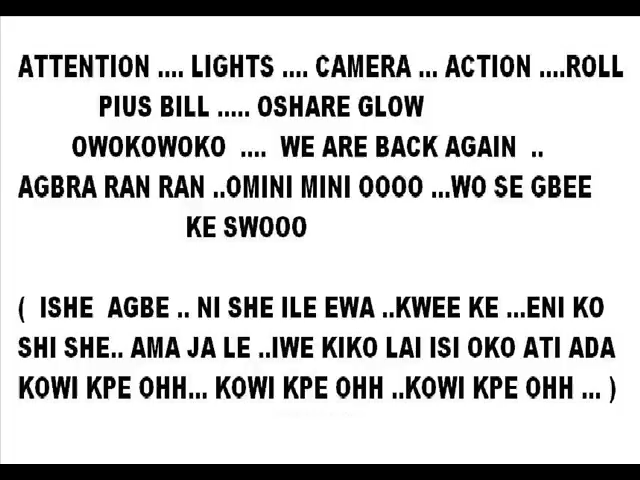 ATTENTION .... LIGHTS .... CAMERA ... ACTION ....ROLL
PIUS BILL ..... OSHARE GLOW
OWOKOWOKO .... WE ARE BACK AGAIN ..
AGBRA RAN RAN ..OMINI MINI OOOO ...WO SE GBEE
KE SWOOO
( ISHE AGBE .. NI SHE ILE EWA ..KWEE KE ...ENI KO
SHI SHE.. AMA JA LE ..IWE KIKO LAI ISI OKO ATI ADA
KOWI KPE OHH... KOWI KPE OHH ..KOWI KPE OHH ... )